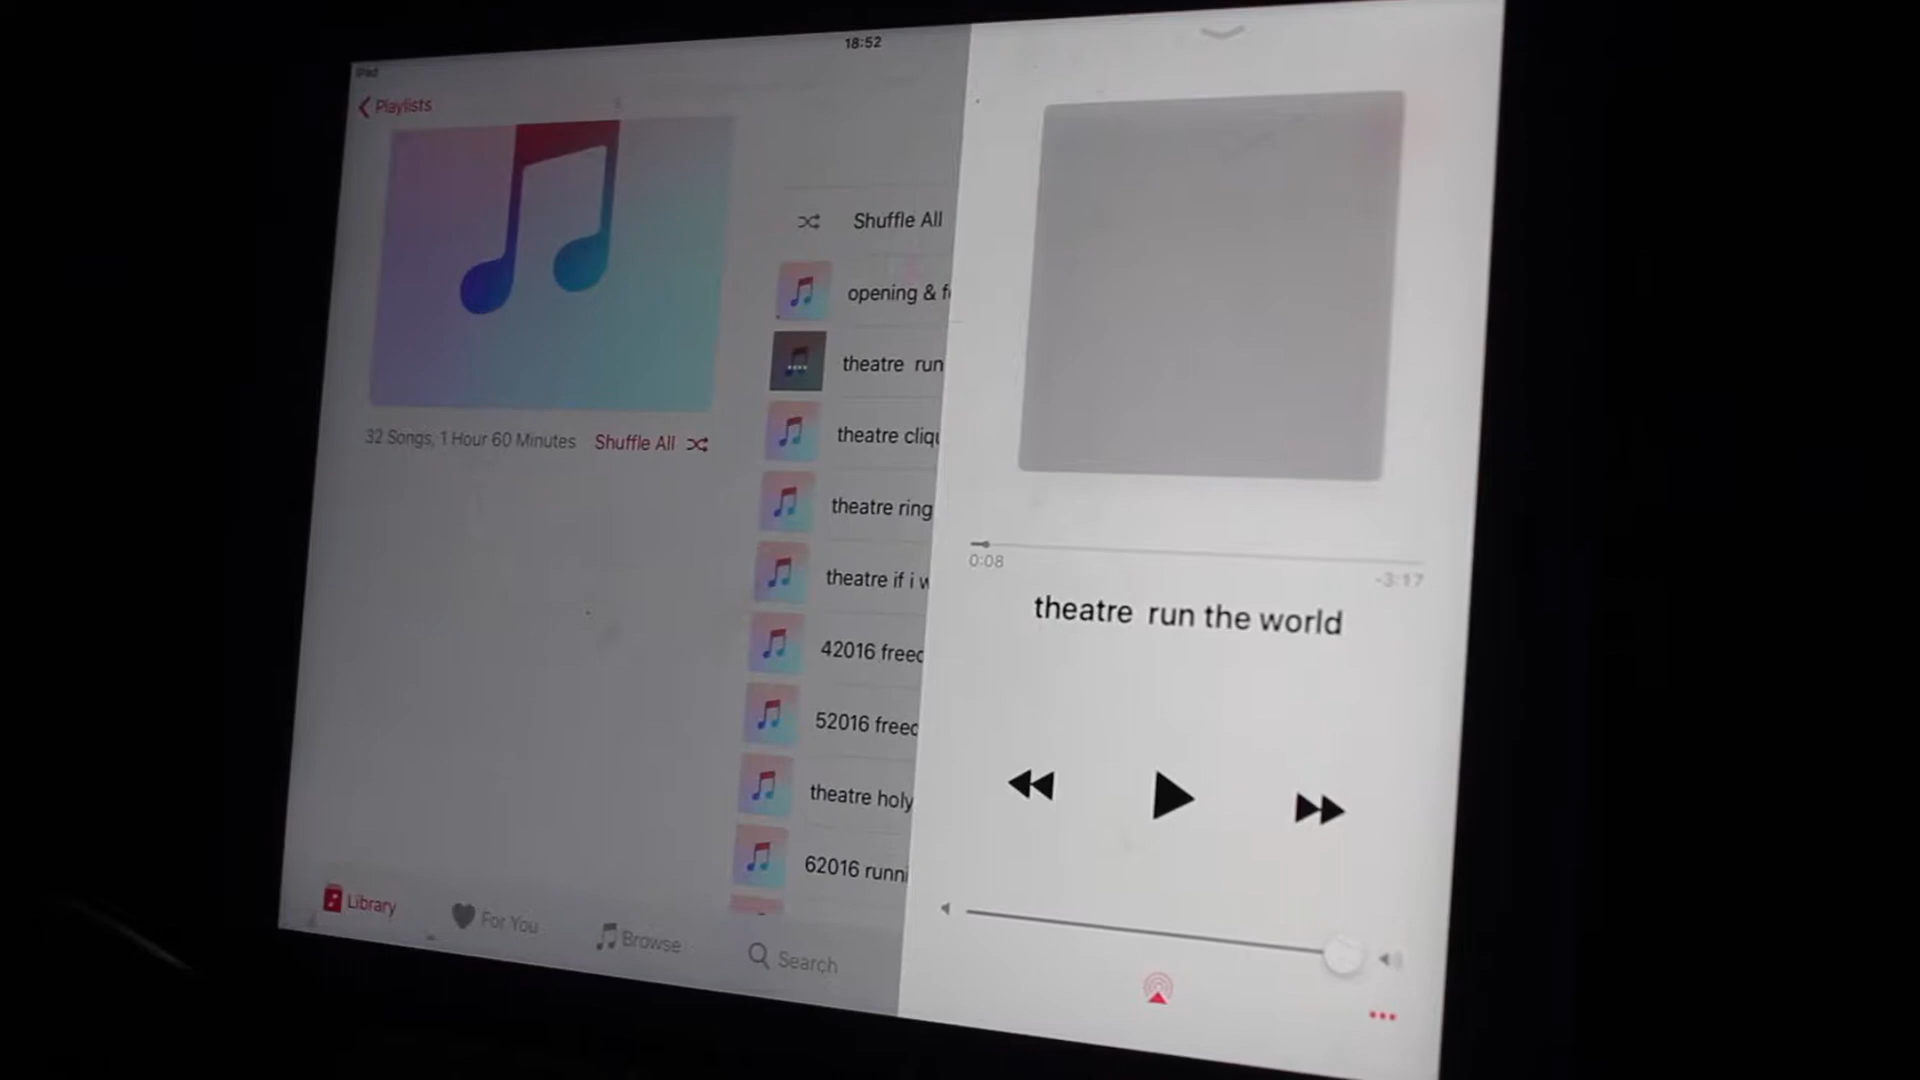 18:52
iPad
Playlists
32 Songs, 1 Hour 60 Minutes
Shuffle All
Shuffle All
opening & f
theatre run
theatre cliq
theatre ring
theatre if i w
42016 freed
52016 freed
theatre holy
62016 runni
Library
For You
Browse
Search
0:08
-3:17
theatre run the world